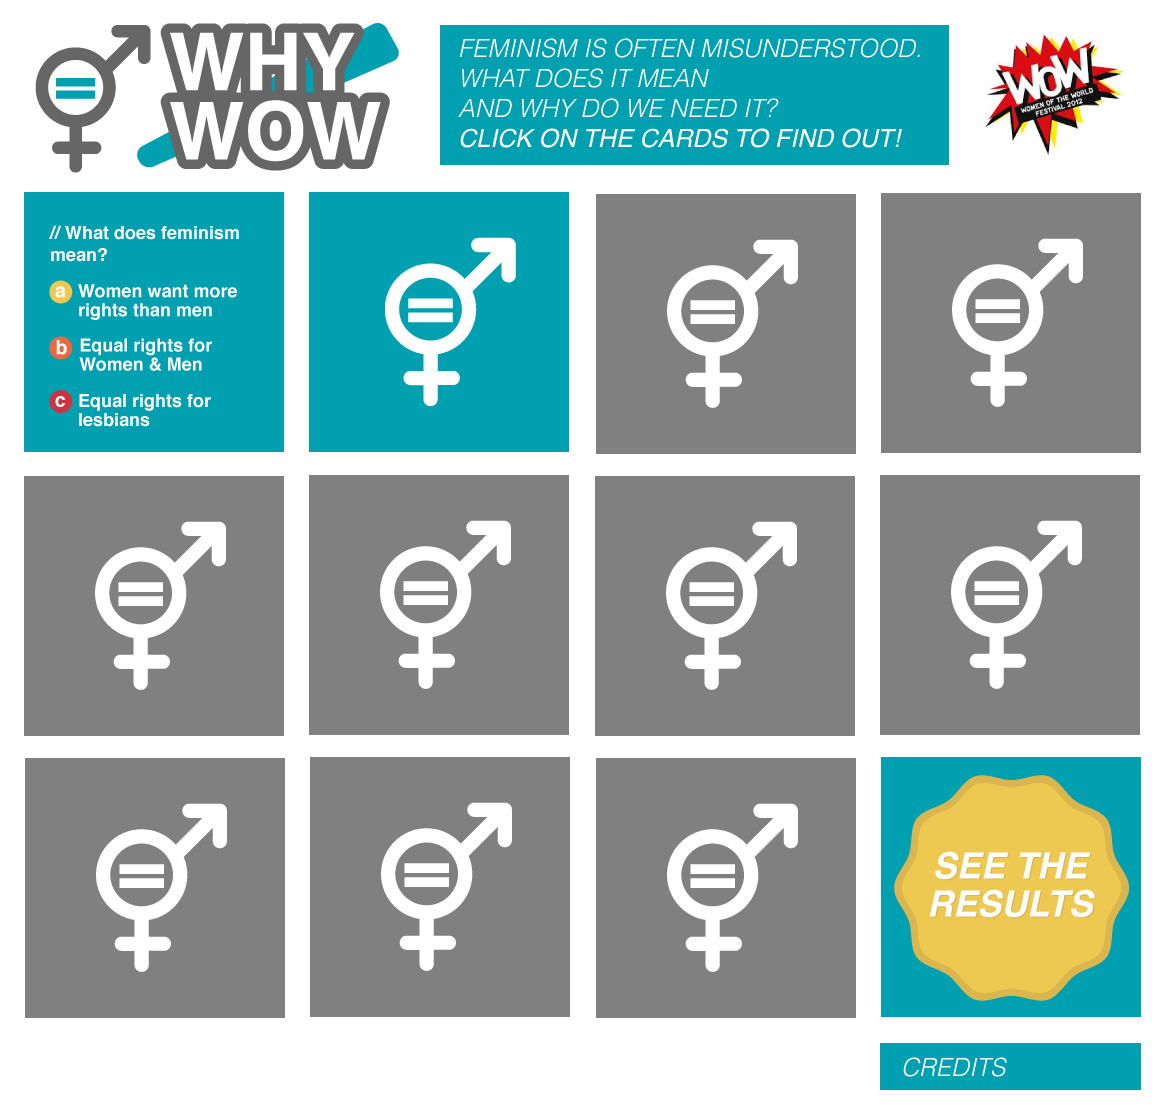 WHY
WOW
FEMINISM IS OFTEN MISUNDERSTOOD.
WHAT DOES IT MEAN
AND WHY DO WE NEED IT?
CLICK ON THE CARDS TO FIND OUT!
WOW
WOMEN OF THE WORLD
FESTIVAL 2012
// What does feminism
mean?
a Women want more
rights than men
b Equal rights for
Women & Men
c Equal rights for
lesbians
SEE THE
RESULTS
CREDITS